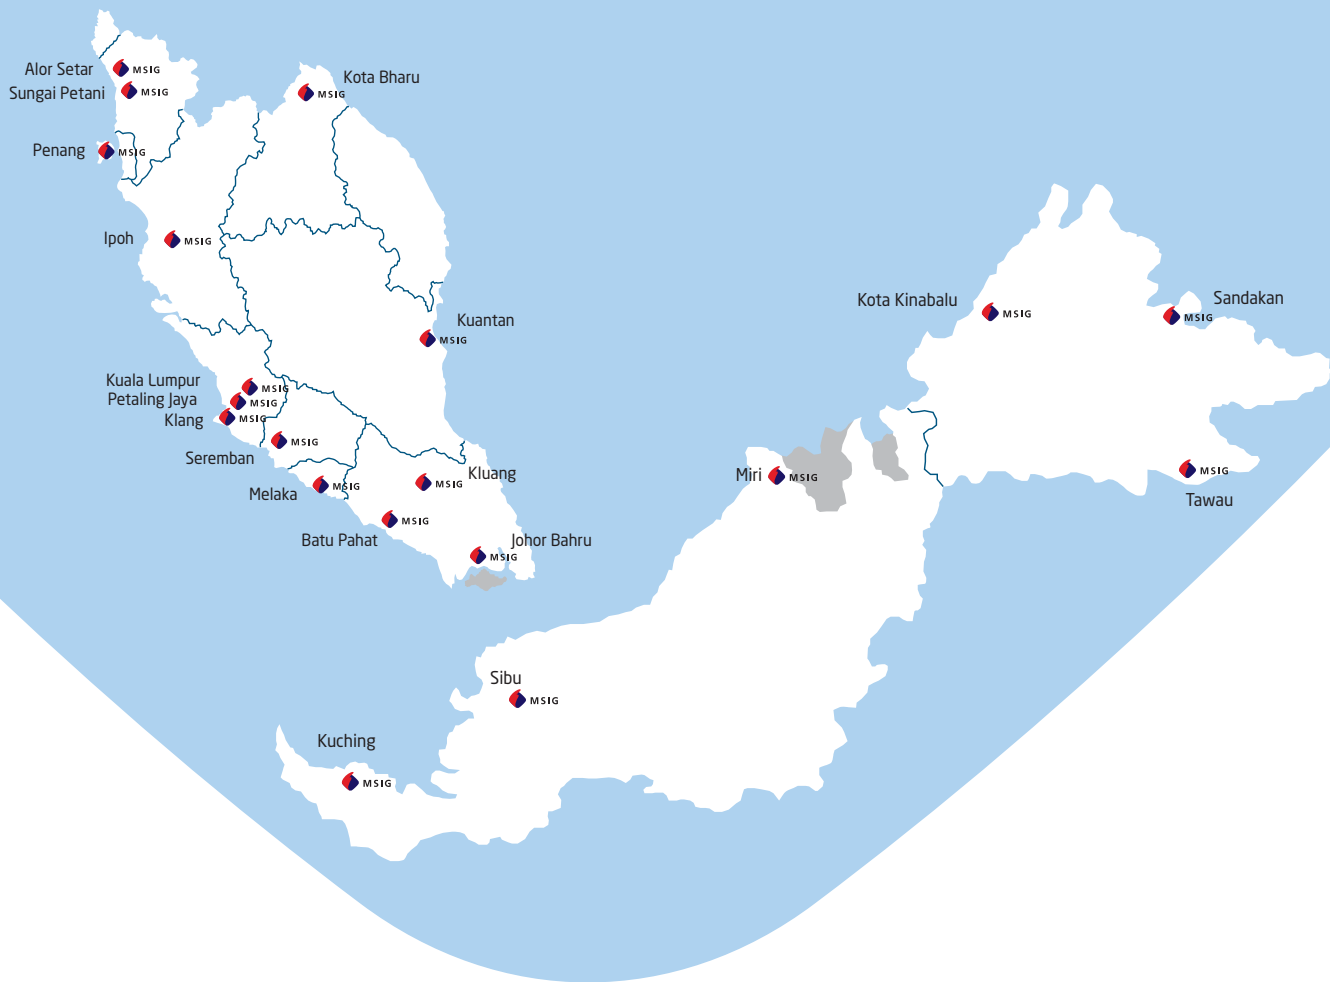 Alor Setar
MSIG
Sungai Petani
MSIG
Kota Bharu
MSIG
Penang
MSIG
Ipoh
MSIG
Kuantan
MSIG
Kota Kinabalu
MSIG
Sandakan
MSIG
Kuala Lumpur
MSIG
Petaling Jaya
MSIG
Klang
MSIG
Seremban
MSIG
Melaka
MSIG
Kluang
MSIG
Miri
MSIG
Tawau
MSIG
Batu Pahat
MSIG
Johor Bahru
MSIG
Sibu
MSIG
Kuching
MSIG